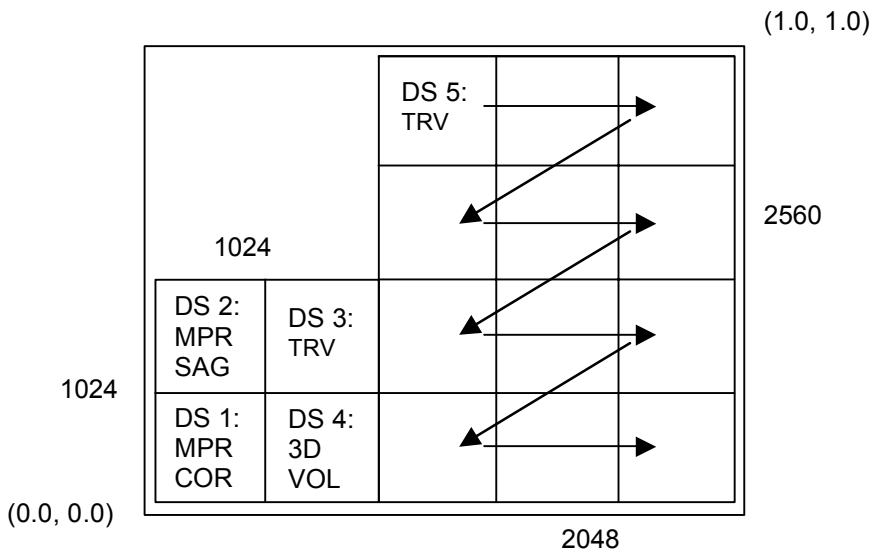 (1.0, 1.0)
DS 5:
TRV
2560
1024
DS 2:
MPR
SAG
DS 3:
TRV
1024
DS 1:
MPR
COR
DS 4:
3D
VOL
(0.0, 0.0)
2048